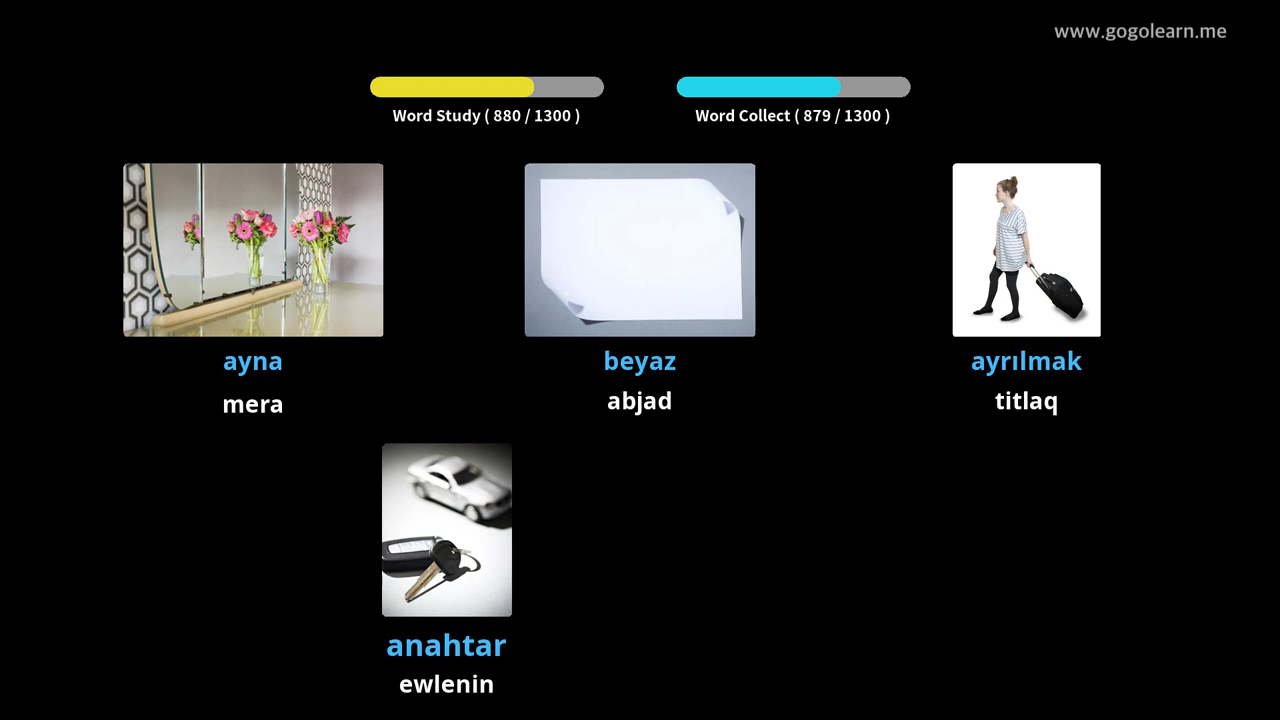 www.gogolearn.me
Word Study ( 880 / 1300 )
Word Collect ( 879 / 1300 )
ayna
mera
beyaz
abjad
ayrılmak
titlaq
anahtar
ewlenin